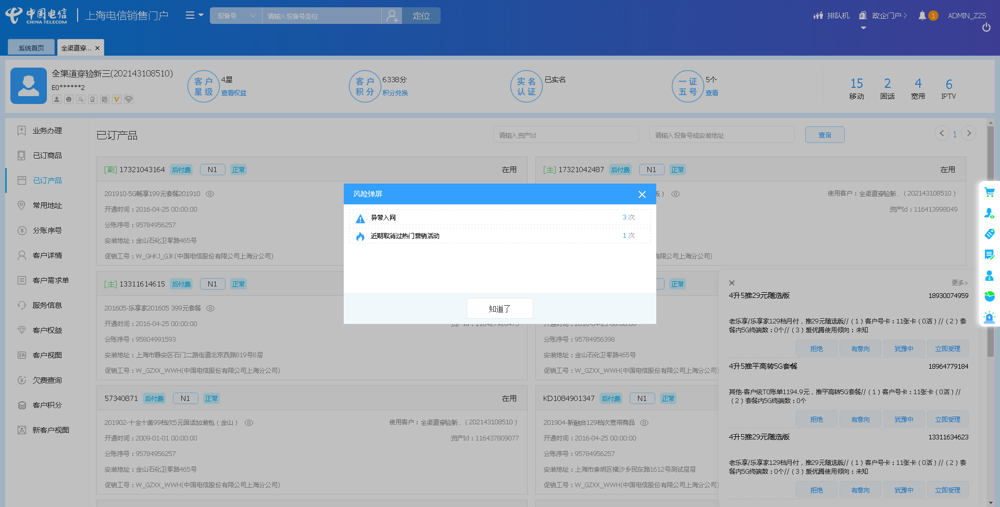 中国电信
CHINA TELECOM
上海电信销售门户
设备号
请输入设备号定位
定位
排队机
政企门户
1
ADMIN_ZZS
系统首页
全渠道穿...
全渠道穿验新三(202143108510)
E0******2
客户星级
4星
查看权益
客户积分
6338分
积分兑换
实名认证
已实名
一证五号
5个
查看
15
移动
2
固话
4
宽带
6
IPTV
业务办理
已订商品
已订产品
常用地址
分账序号
客户详情
客户需求单
服务信息
客户权益
客户视图
欠费查询
客户积分
新客户视图
已订产品
请输入资产Id
请输入设备号或安装地址
查询
1
[副] 17321043164 后付费 N1 正常 在用
201910-5G畅享199元套餐201910
开通时间：2016-04-25 00:00:00
分账序号：95784956257
安装地址：金山石化卫零路465号
促销工号：W_GHKJ_GJK(中国电信股份有限公司上海分公司)
[主] 17321042487 后付费 N1 正常 在用
版）
使用客户：全渠道穿验新..（202143108510）
资产Id：116413998049
有限公司上海分公司)
[主] 13311614615 后付费 N1 正常
201605-乐享家201605 399元套餐
开通时间：2016-04-25 00:00:00
分账序号：95804991593
安装地址：上海市静安区石门二路街道北京西路819号8层
促销工号：W_GZXX_WWH(中国电信股份有限公司上海分公司)
正常
分账序号：95784956398
安装地址：金山石化卫零路465号
促销工号：W_GZXX_WWH(中国电信股份有限公司上海分公司)
57340871 后付费 N1 正常 在用
201902-十全十美99档次5元固话加装包（金山）
使用客户：全渠道穿验新..（202143108510）
开通时间：2009-01-01 00:00:00
资产Id：116437809077
分账序号：95784956257
安装地址：金山石化卫零路465号
促销工号：W_GZXX_WWH(中国电信股份有限公司上海分公司)
KD1084901347 后付费 N1 正常
201904-新融合129档次宽带商品
开通时间：2016-04-25 00:00:00
分账序号：95784956257
安装地址：上海市崇明区横沙乡民东路1612号测试层层
促销工号：W_GZXX_WWH(中国电信股份有限公司上海分公司)
风险弹屏
异常入网 3 次
近期取消过热门营销活动 1 次
知道了
更多>
4升5推29元随选版 18930074959
老乐享/乐享家129档月付，推29元随选版//（1）客户号卡：11张卡（0活）//（2）套
餐内5G终端数：0个//（3）爱优腾使用倾向：未知
拒绝 有意向 犹豫中 立即受理
4升5推平高转5G套餐 18964779184
其他-客户级T0账单1194.9元，推平高转5G套餐//（1）客户号卡：11张卡（0活）//
（2）套餐内5G终端数：0个
拒绝 有意向 犹豫中 立即受理
4升5推29元随选版 13311634623
老乐享/乐享家129档月付，推29元随选版//（1）客户号卡：11张卡（0活）//（2）套
餐内5G终端数：0个//（3）爱优腾使用倾向：未知
拒绝 有意向 犹豫中 立即受理